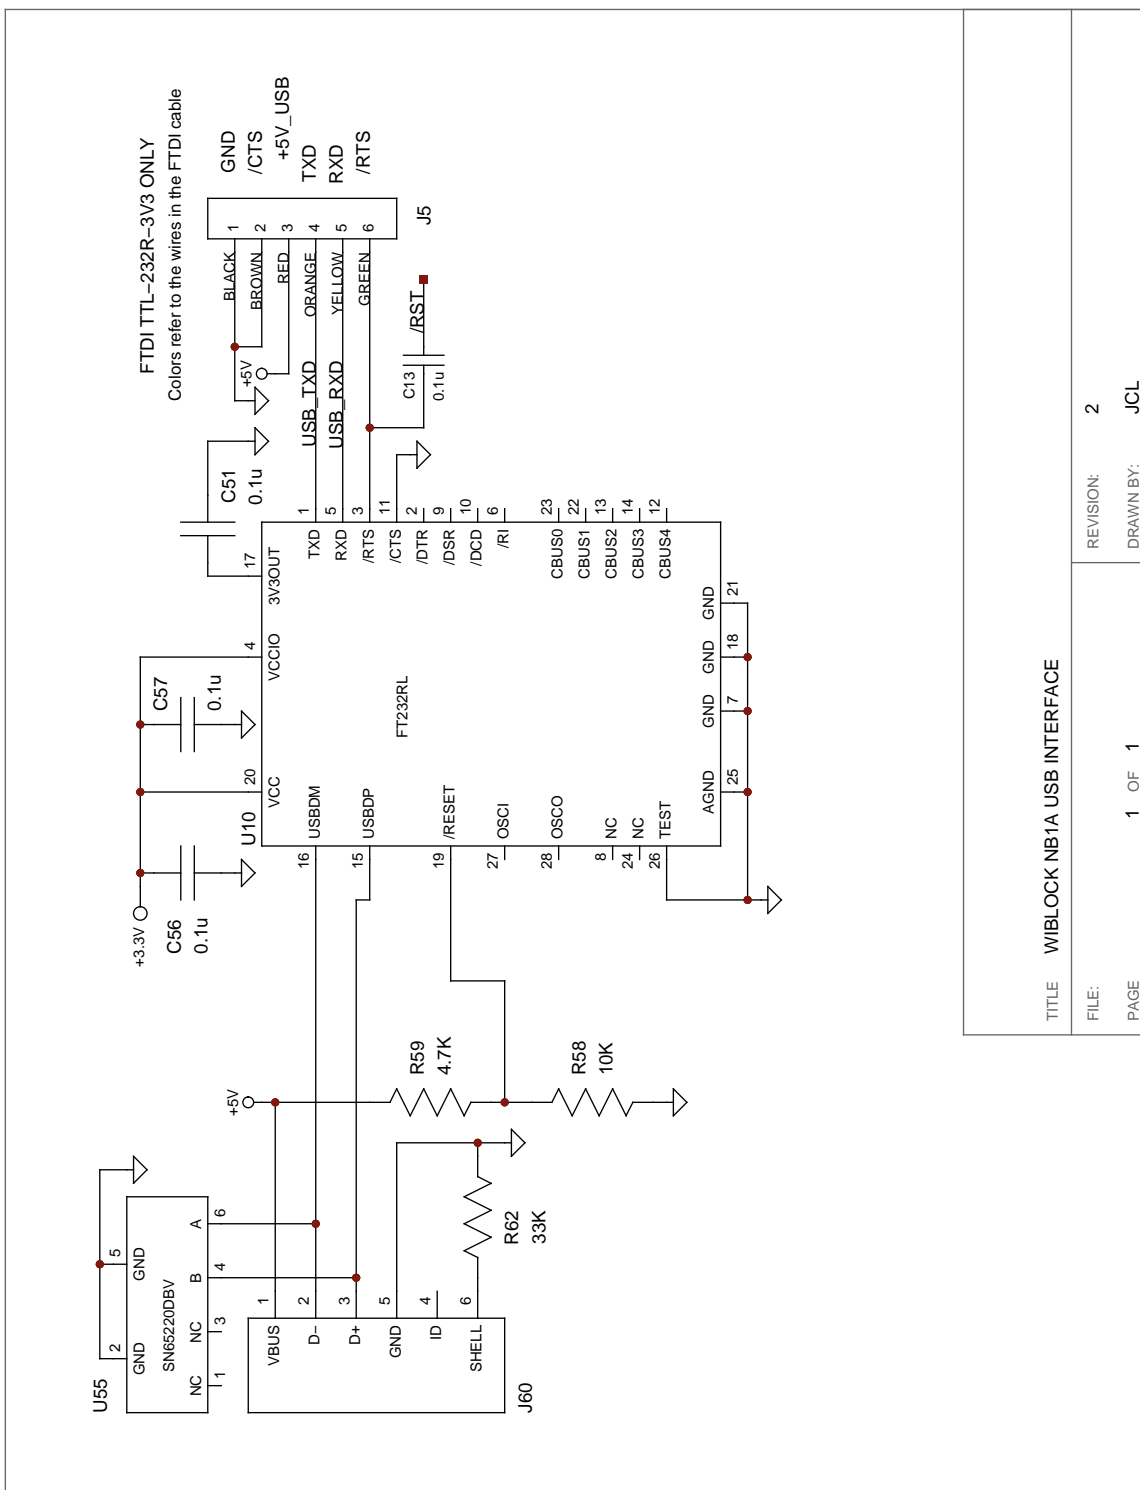 FTDI TTL-232R-3V3 ONLY
Colors refer to the wires in the FTDI cable
GND
/CTS
+5V_USB
TXD
RXD
/RTS
1
2
3
4
5
6
J5
BLACK
BROWN
RED
ORANGE
YELLOW
GREEN
+5V
USB_TXD
USB_RXD
/RST
C13
0.1u
C51
0.1u
+3.3V
C56
0.1u
C57
0.1u
U10
FT232RL
20 VCC
4 VCCIO
17 3V3OUT
16 USBDM
15 USBDP
19 /RESET
27 OSCI
28 OSCO
8 NC
24 NC
26 TEST
TXD 1
RXD 5
/RTS 3
/CTS 11
/DTR 2
/DSR 9
/DCD 10
/RI 6
CBUS0 23
CBUS1 22
CBUS2 13
CBUS3 14
CBUS4 12
AGND 25
GND 7
GND 18
GND 21
U55
SN65220DBV
2 GND
5 GND
NC 1
NC 3
B 4
A 6
+5V
R59
4.7K
R58
10K
R62
33K
J60
VBUS 1
D- 2
D+ 3
GND 5
ID 4
SHELL 6
TITLE WIBLOCK NB1A USB INTERFACE
FILE:
REVISION: 2
PAGE 1 OF 1
DRAWN BY: JCL